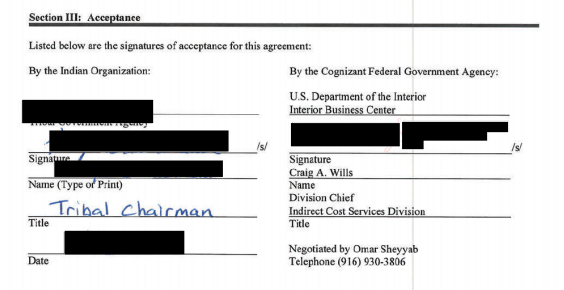 Section III: Acceptance
Listed below are the signatures of acceptance for this agreement:
By the Indian Organization:
Tribal Government Agency
/s/
Signature
Name (Type of Print)
Tribal Chairman
Title
Date
By the Cognizant Federal Government Agency:
U.S. Department of the Interior
Interior Business Center
/s/
Signature
Craig A. Wills
Name
Division Chief
Indirect Cost Services Division
Title
Negotiated by Omar Sheyyab
Telephone (916) 930-3806